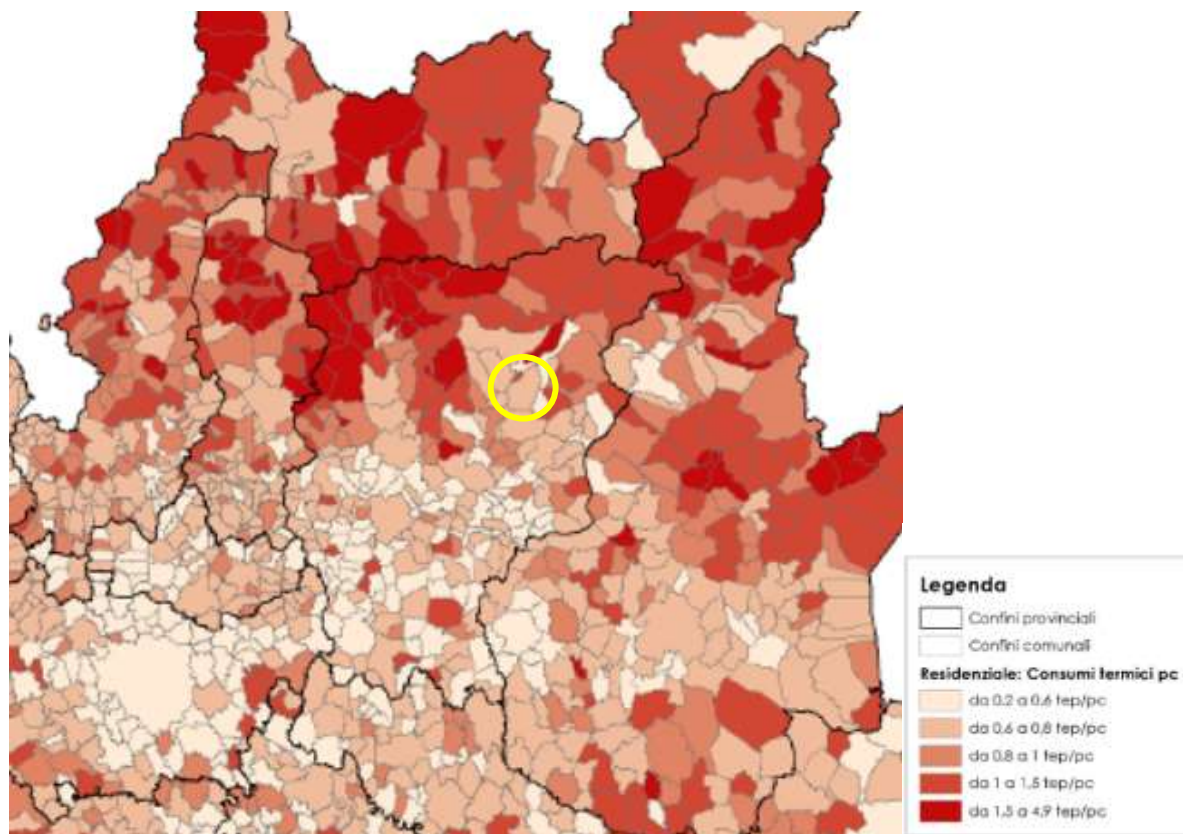 Legenda
Confini provinciali
Confini comunali
Residenziale: Consumi termici pc
da 0.2 a 0.6 tep/pc
da 0.6 a 0,8 tep/pc
da 0.8 a 1 tep/pc
da 1 a 1,5 tep/pc
da 1,5 a 4,9 tep/pc